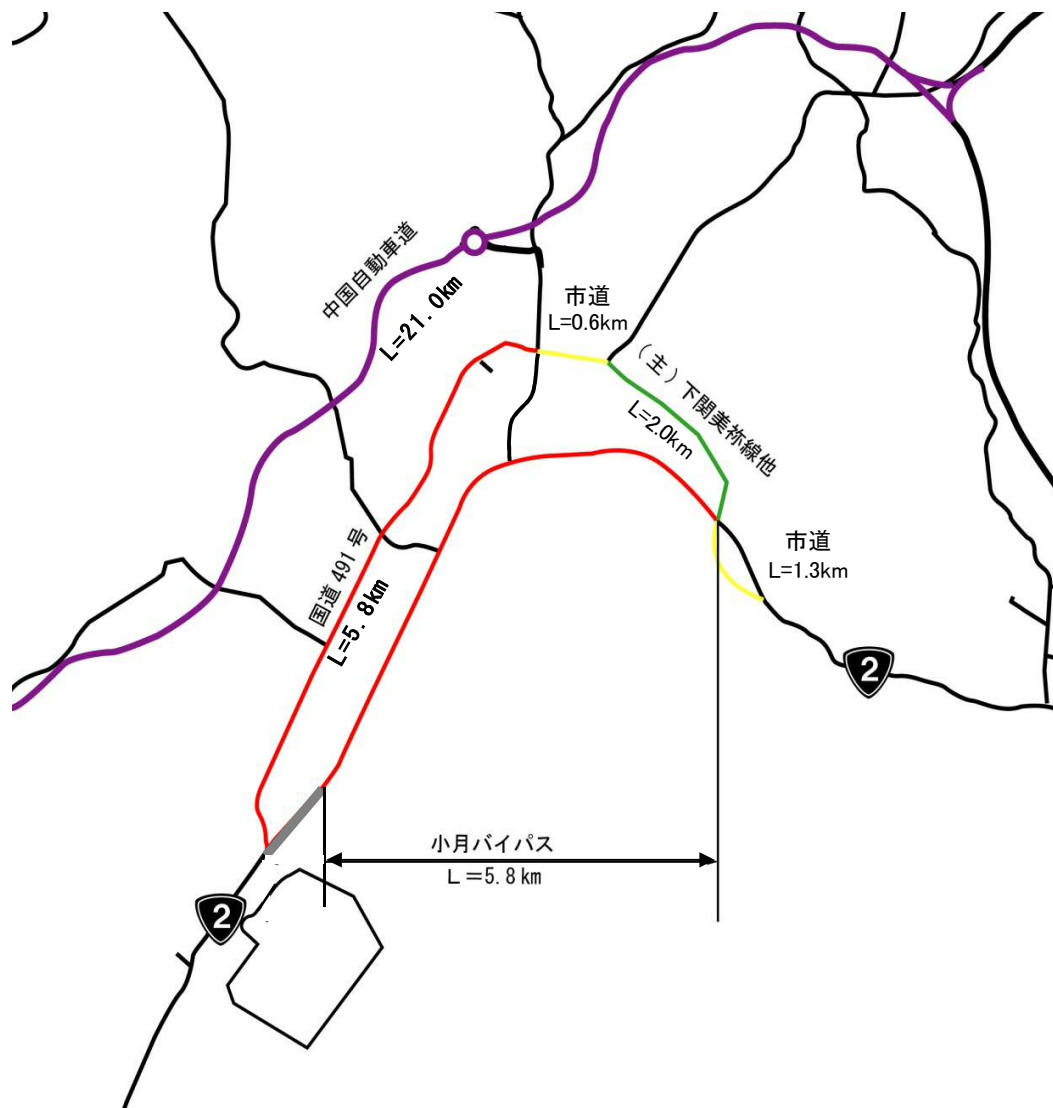 中国自動車道
L=21.0km
市道
L=0.6km
(主)下関美祢線他
L=2.0km
市道
L=1.3km
国道491号
L=5.8km
2
小月バイパス
L=5.8km
2